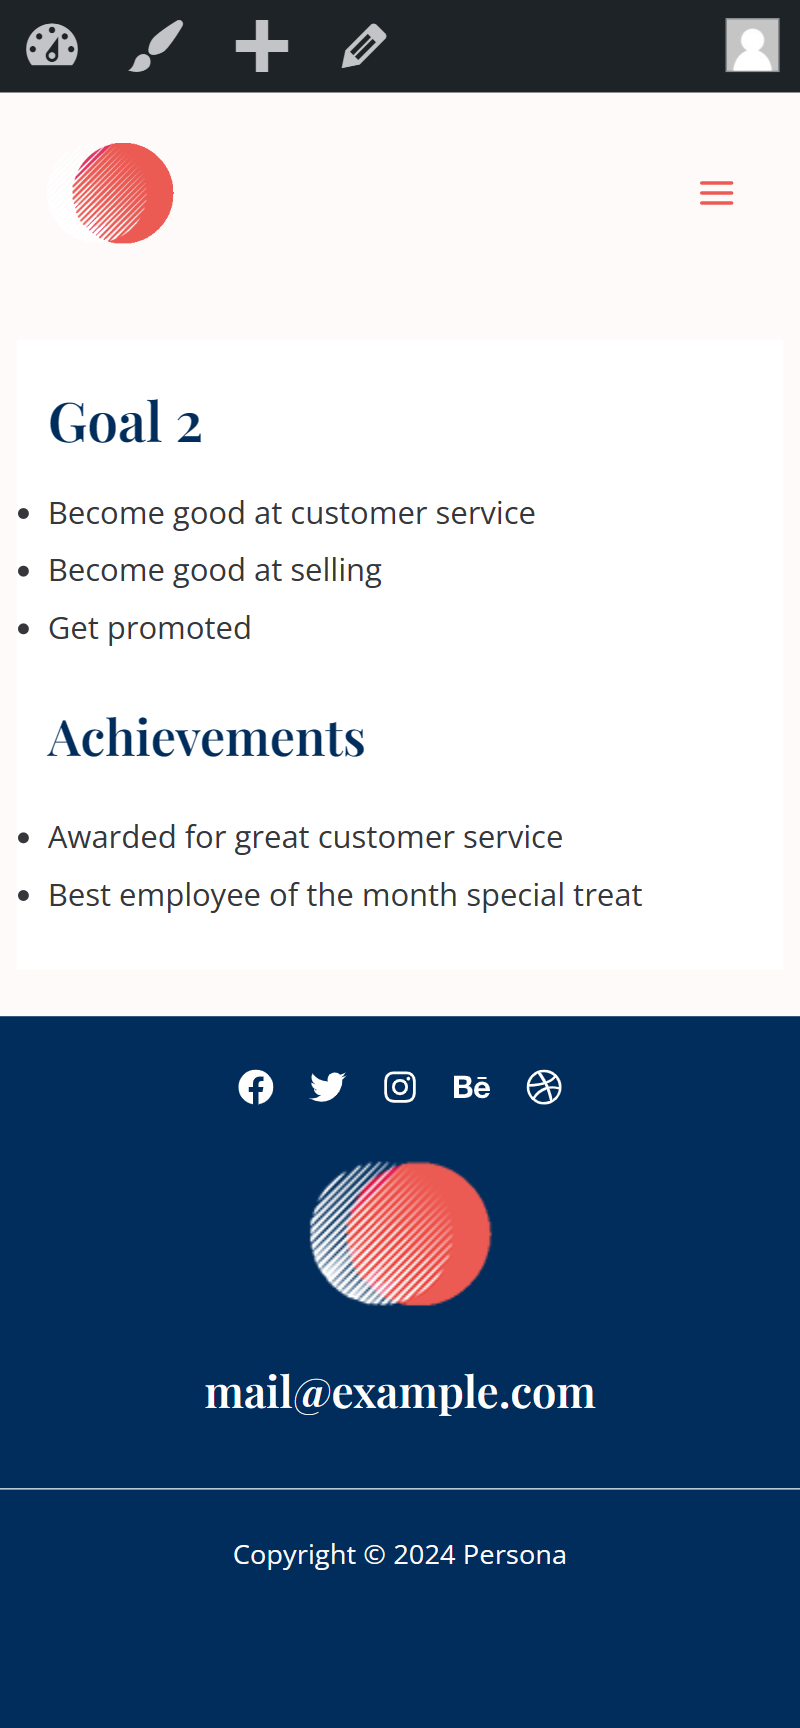 Goal 2
Become good at customer service
Become good at selling
Get promoted
Achievements
Awarded for great customer service
Best employee of the month special treat
Bē
mail@example.com
Copyright © 2024 Persona